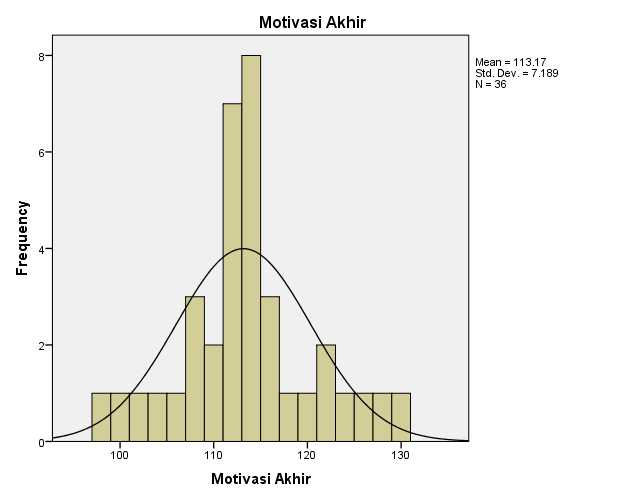 Motivasi Akhir
Mean = 113.17
Std. Dev. = 7.189
N = 36
Frequency
8
6
4
2
0
100 110 120 130
Motivasi Akhir